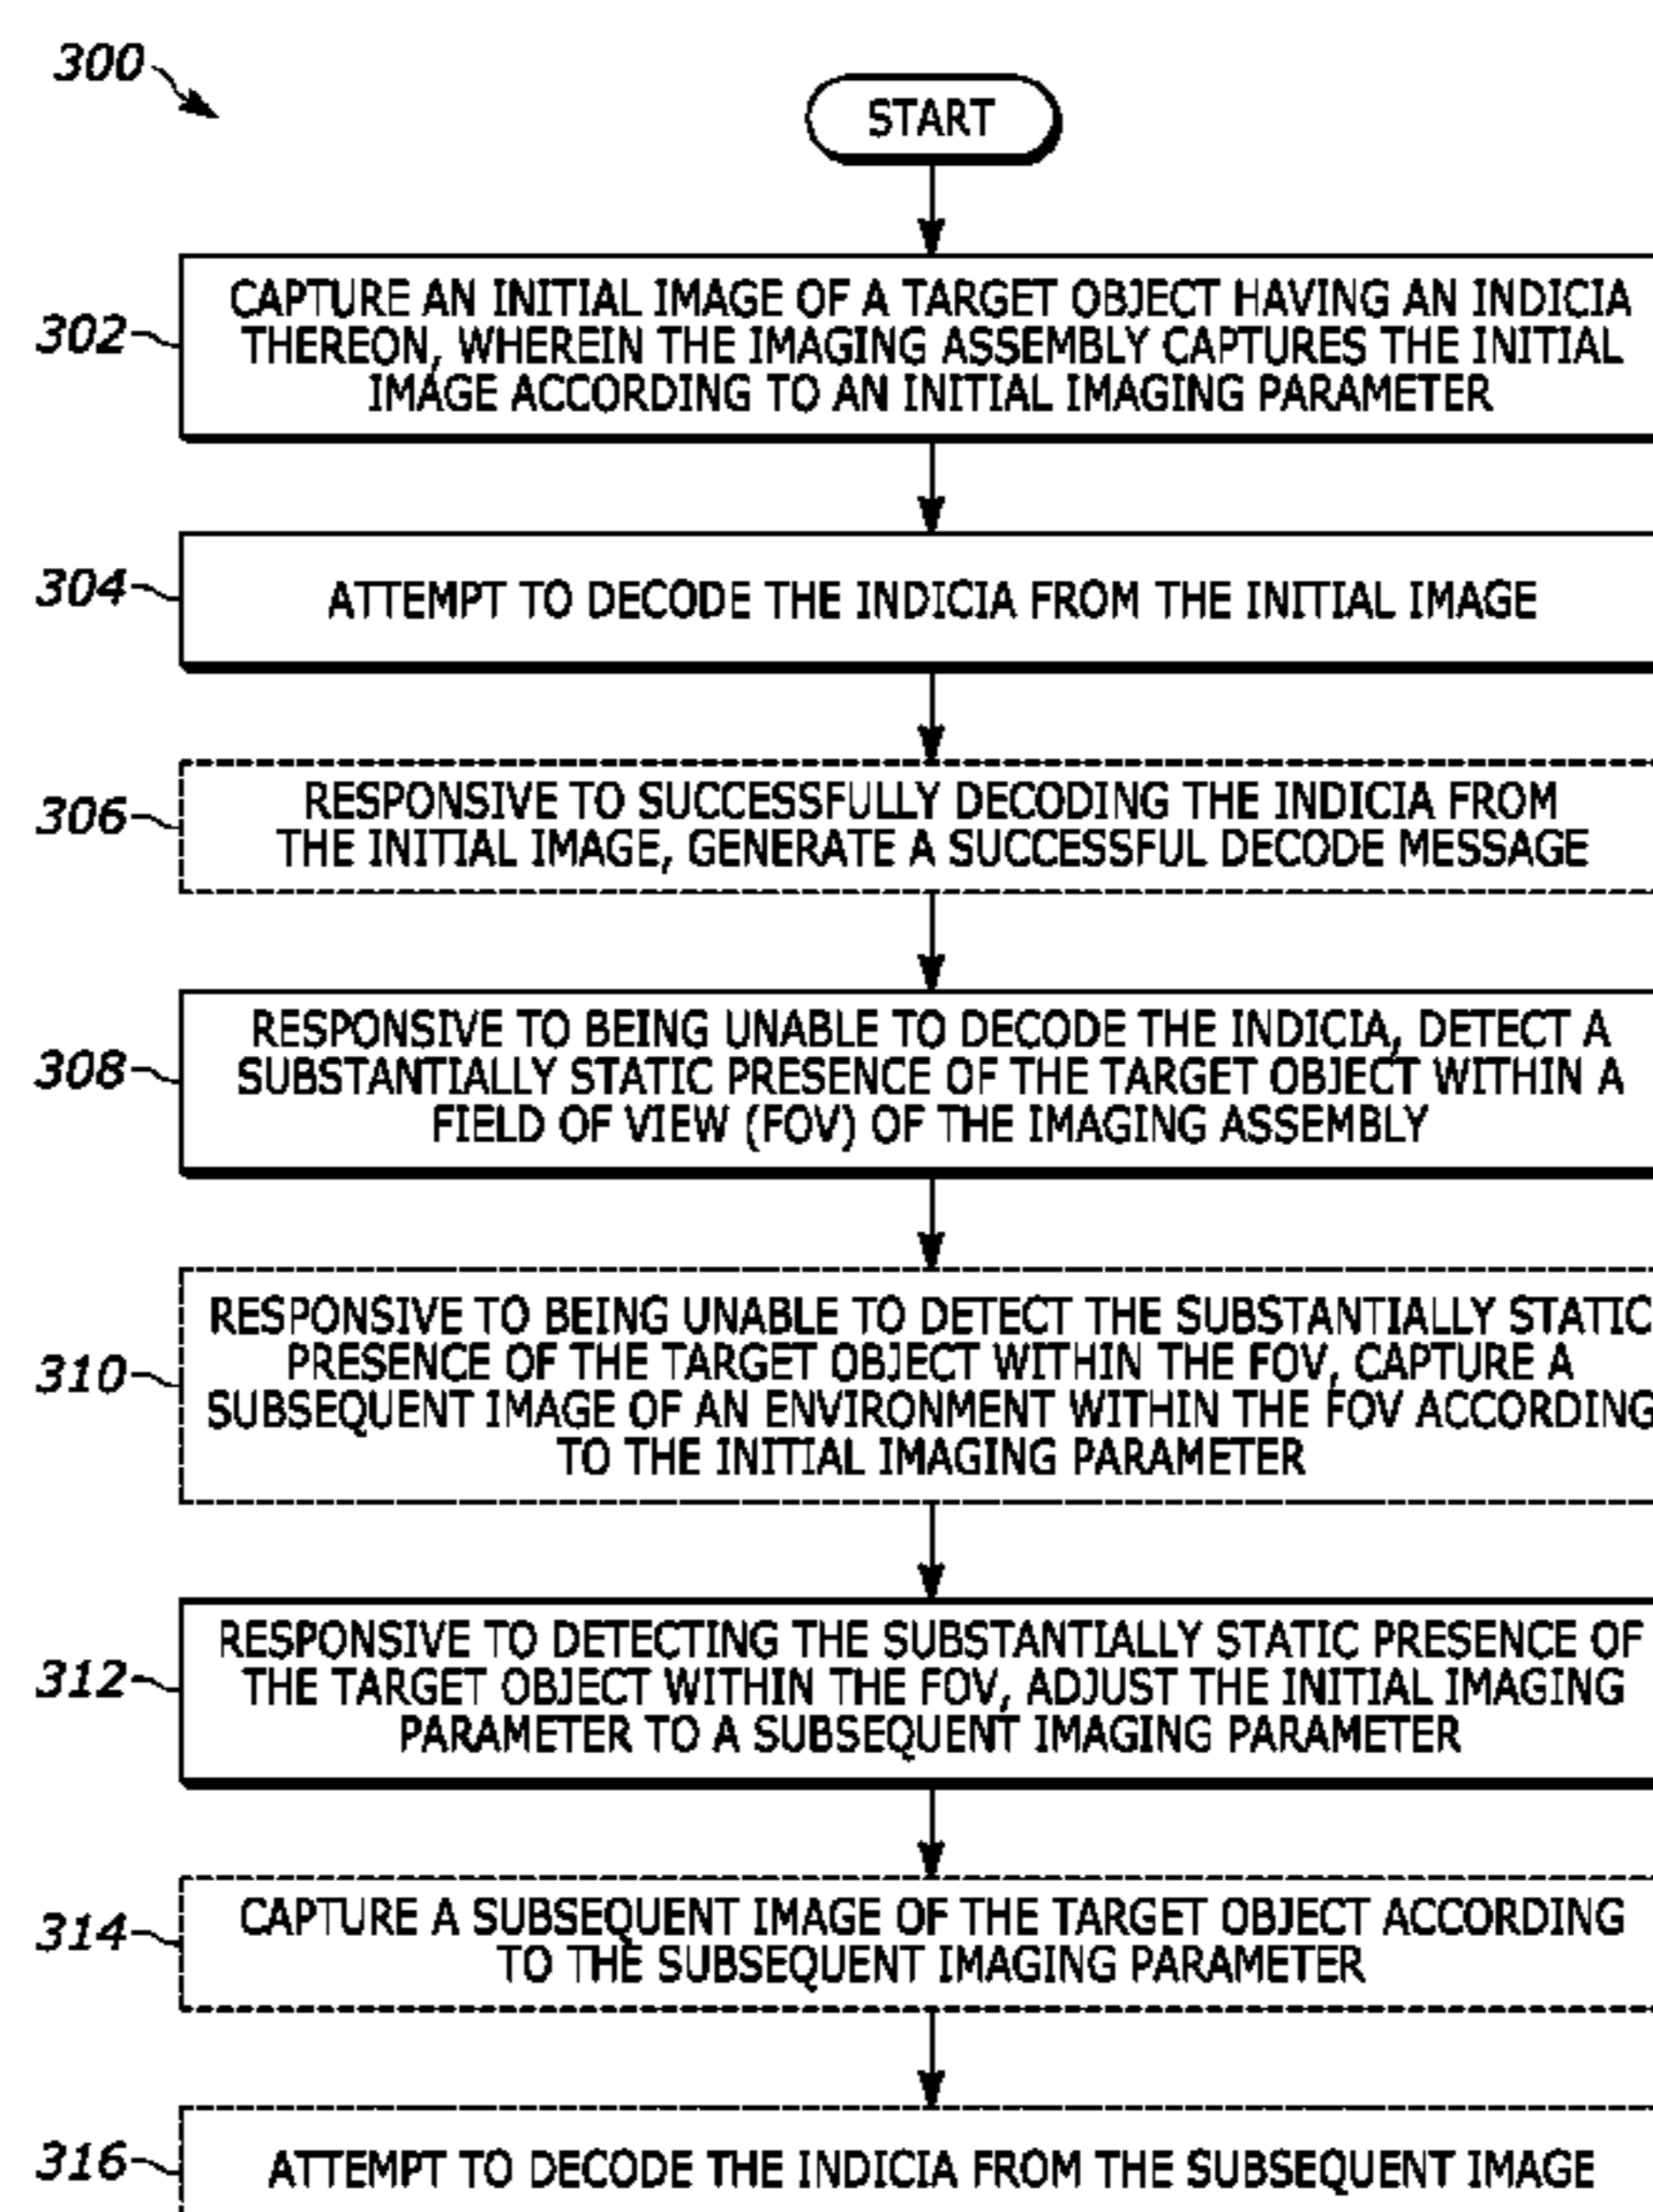 300
START
302
CAPTURE AN INITIAL IMAGE OF A TARGET OBJECT HAVING AN INDICIA
THEREON, WHEREIN THE IMAGING ASSEMBLY CAPTURES THE INITIAL
IMAGE ACCORDING TO AN INITIAL IMAGING PARAMETER
304
ATTEMPT TO DECODE THE INDICIA FROM THE INITIAL IMAGE
306
RESPONSIVE TO SUCCESSFULLY DECODING THE INDICIA FROM
THE INITIAL IMAGE, GENERATE A SUCCESSFUL DECODE MESSAGE
308
RESPONSIVE TO BEING UNABLE TO DECODE THE INDICIA, DETECT A
SUBSTANTIALLY STATIC PRESENCE OF THE TARGET OBJECT WITHIN A
FIELD OF VIEW (FOV) OF THE IMAGING ASSEMBLY
310
RESPONSIVE TO BEING UNABLE TO DETECT THE SUBSTANTIALLY STATIC
PRESENCE OF THE TARGET OBJECT WITHIN THE FOV, CAPTURE A
SUBSEQUENT IMAGE OF AN ENVIRONMENT WITHIN THE FOV ACCORDING
TO THE INITIAL IMAGING PARAMETER
312
RESPONSIVE TO DETECTING THE SUBSTANTIALLY STATIC PRESENCE OF
THE TARGET OBJECT WITHIN THE FOV, ADJUST THE INITIAL IMAGING
PARAMETER TO A SUBSEQUENT IMAGING PARAMETER
314
CAPTURE A SUBSEQUENT IMAGE OF THE TARGET OBJECT ACCORDING
TO THE SUBSEQUENT IMAGING PARAMETER
316
ATTEMPT TO DECODE THE INDICIA FROM THE SUBSEQUENT IMAGE